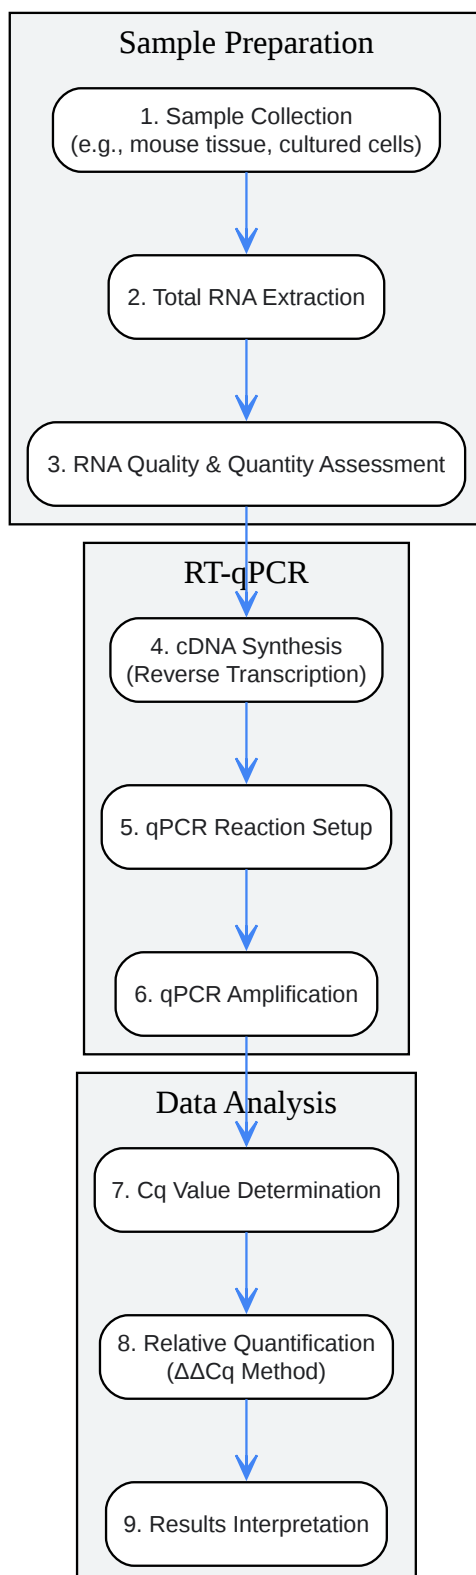 Sample Preparation
1. Sample Collection
(e.g., mouse tissue, cultured cells)
2. Total RNA Extraction
3. RNA Quality & Quantity Assessment
RT-qPCR
4. cDNA Synthesis
(Reverse Transcription)
5. qPCR Reaction Setup
6. qPCR Amplification
Data Analysis
7. Cq Value Determination
8. Relative Quantification
(ΔΔCq Method)
9. Results Interpretation